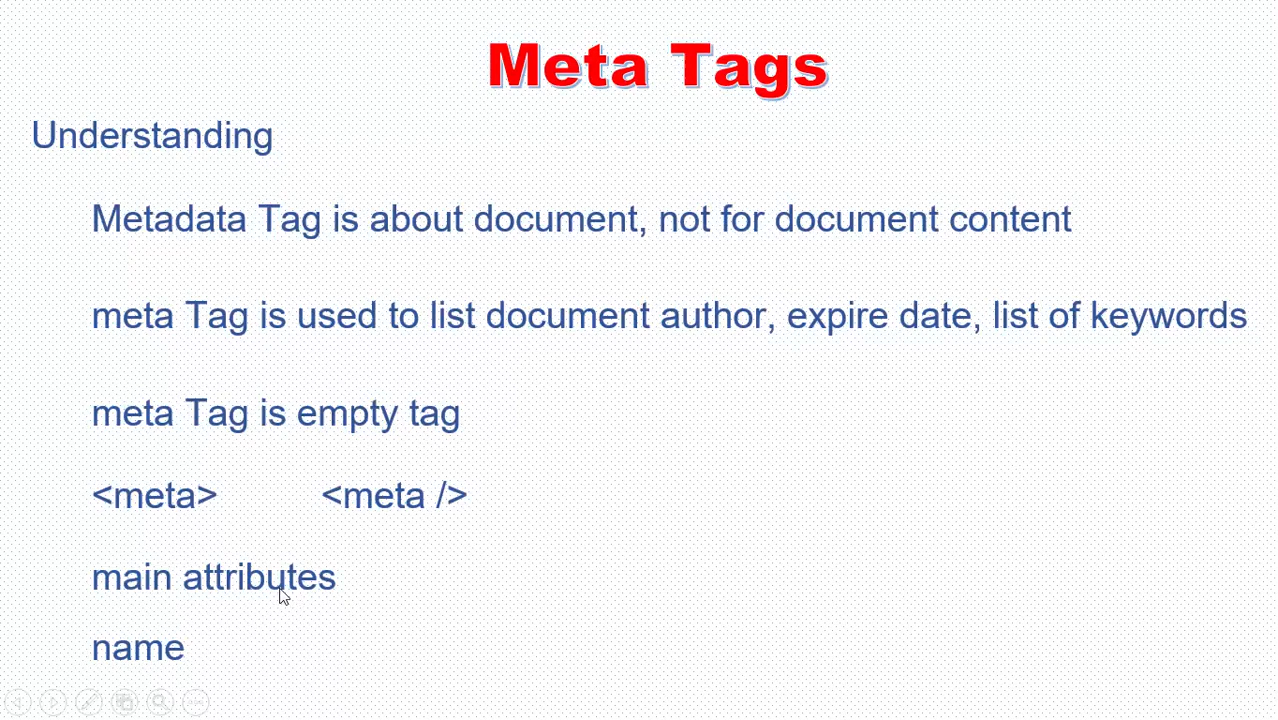 Meta Tags
Understanding
Metadata Tag is about document, not for document content
meta Tag is used to list document author, expire date, list of keywords
meta Tag is empty tag
<meta> <meta />
main attributes
name